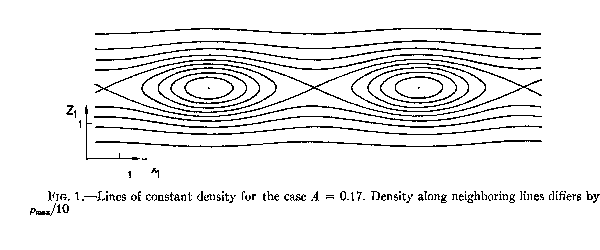 Z1
1
1
x1
FIG. 1.—Lines of constant density for the case A = 0.17. Density along neighboring lines differs by
ρmax/10